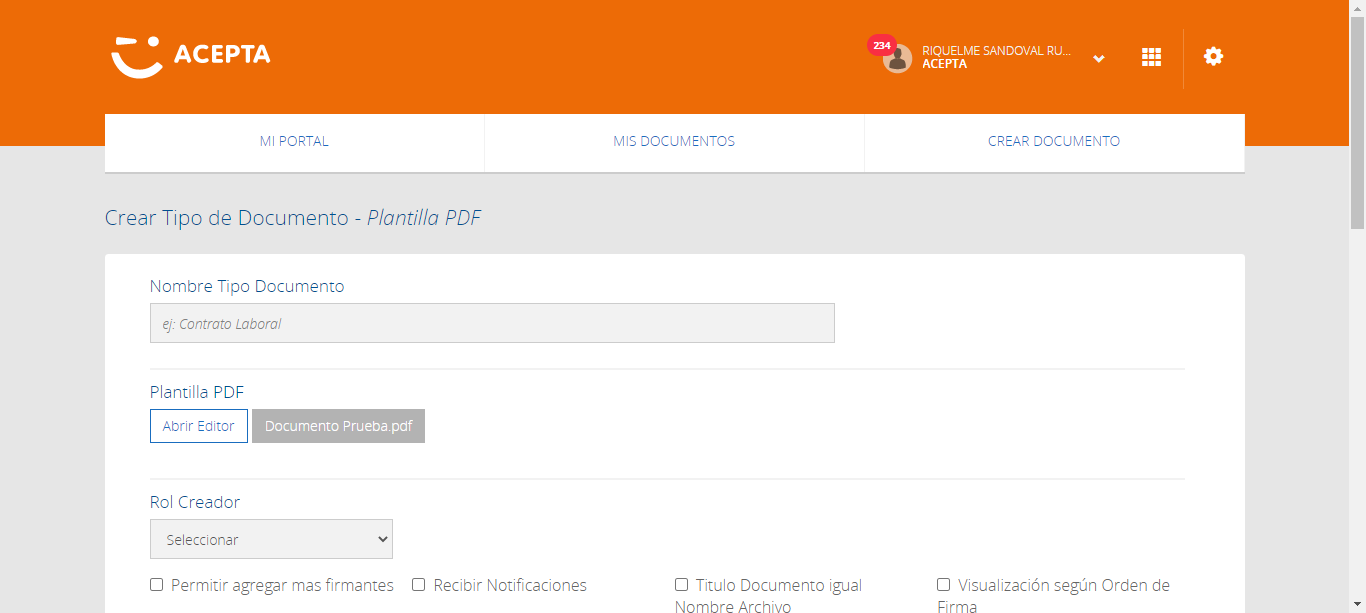 ACEPTA
234
RIQUELME SANDOVAL RU...
ACEPTA
MI PORTAL
MIS DOCUMENTOS
CREAR DOCUMENTO
Crear Tipo de Documento - Plantilla PDF
Nombre Tipo Documento
ej: Contrato Laboral
Plantilla PDF
Abrir Editor
Documento Prueba.pdf
Rol Creador
Seleccionar
Permitir agregar mas firmantes
Recibir Notificaciones
Titulo Documento igual
Nombre Archivo
Visualización según Orden de
Firma